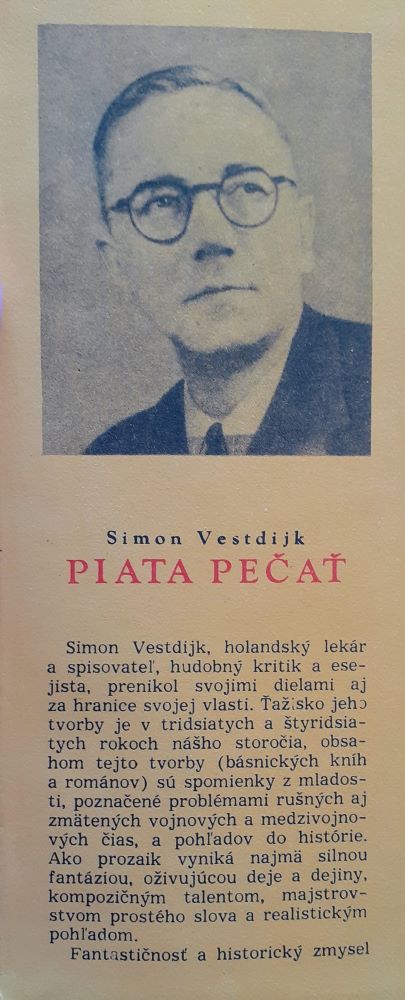 Simon Vestdijk
PIATA PEČAŤ
Simon Vestdijk, holandský lekár
a spisovateľ, hudobný kritik a ese-
jista, prenikol svojimi dielami aj
za hranice svojej vlasti. Ťažisko jeho
tvorby je v tridsiatych a štyridsia-
tych rokoch nášho storočia, obsa-
hom tejto tvorby (básnických kníh
a románov) sú spomienky z mlados-
ti, poznačené problémami rušných aj
zmätených vojnových a medzivojno-
vých čias, a pohľadov do histórie.
Ako prozaik vyniká najmä silnou
fantáziou, oživujúcou deje a dejiny,
kompozičným talentom, majstrov-
stvom prostého slova a realistickým
pohľadom.
Fantastičnosť a historický zmysel